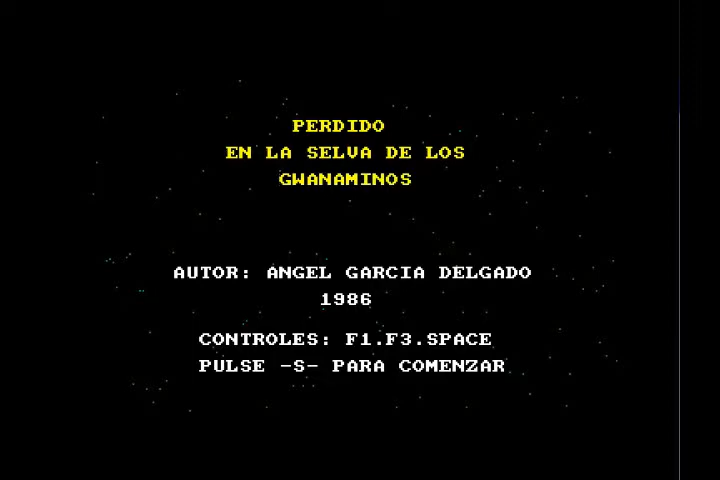 PERDIDO
EN LA SELVA DE LOS
GWANAMINOS
AUTOR: ANGEL GARCIA DELGADO
1986
CONTROLES: F1.F3.SPACE
PULSE -S- PARA COMENZAR